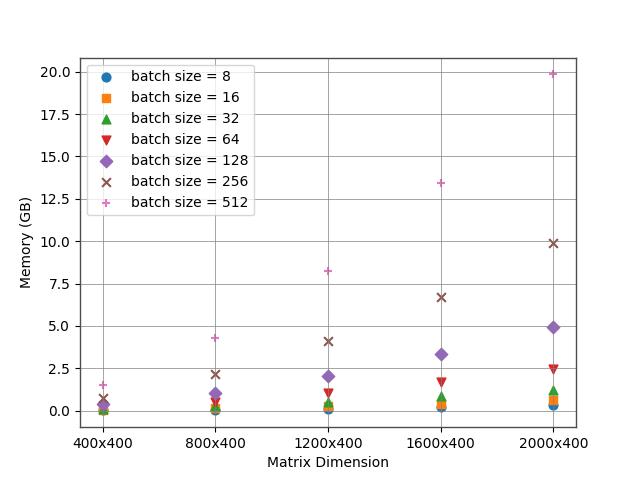 batch size = 8
batch size = 16
batch size = 32
batch size = 64
batch size = 128
batch size = 256
batch size = 512
20.0
17.5
15.0
12.5
10.0
7.5
5.0
2.5
0.0
Memory (GB)
400x400 800x400 1200x400 1600x400 2000x400
Matrix Dimension